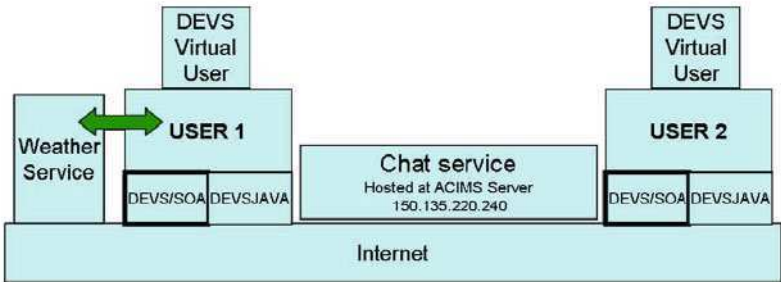 DEVS
Virtual
User
DEVS
Virtual
User
Weather
Service
USER 1
USER 2
Chat service
Hosted at ACIMS Server
150.135.220.240
DEVS/SOA
DEVSJAVA
DEVS/SOA
DEVSJAVA
Internet